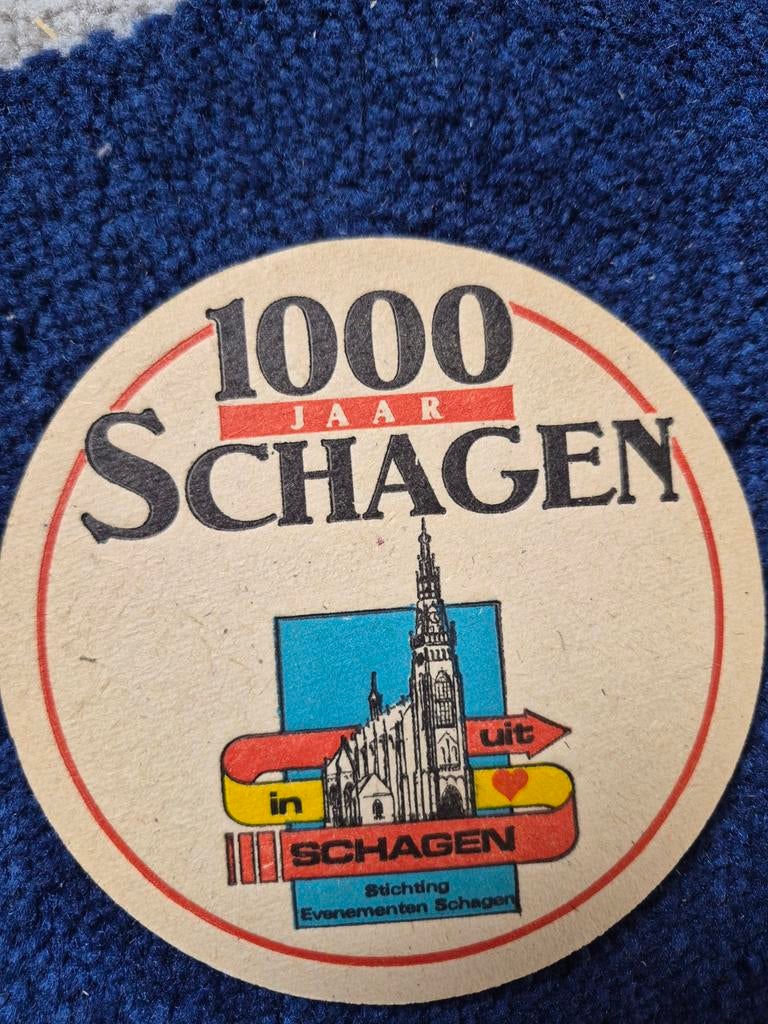 1000
JAAR
SCHAGEN
uit
in
SCHAGEN
Stichting
Evenementen Schagen